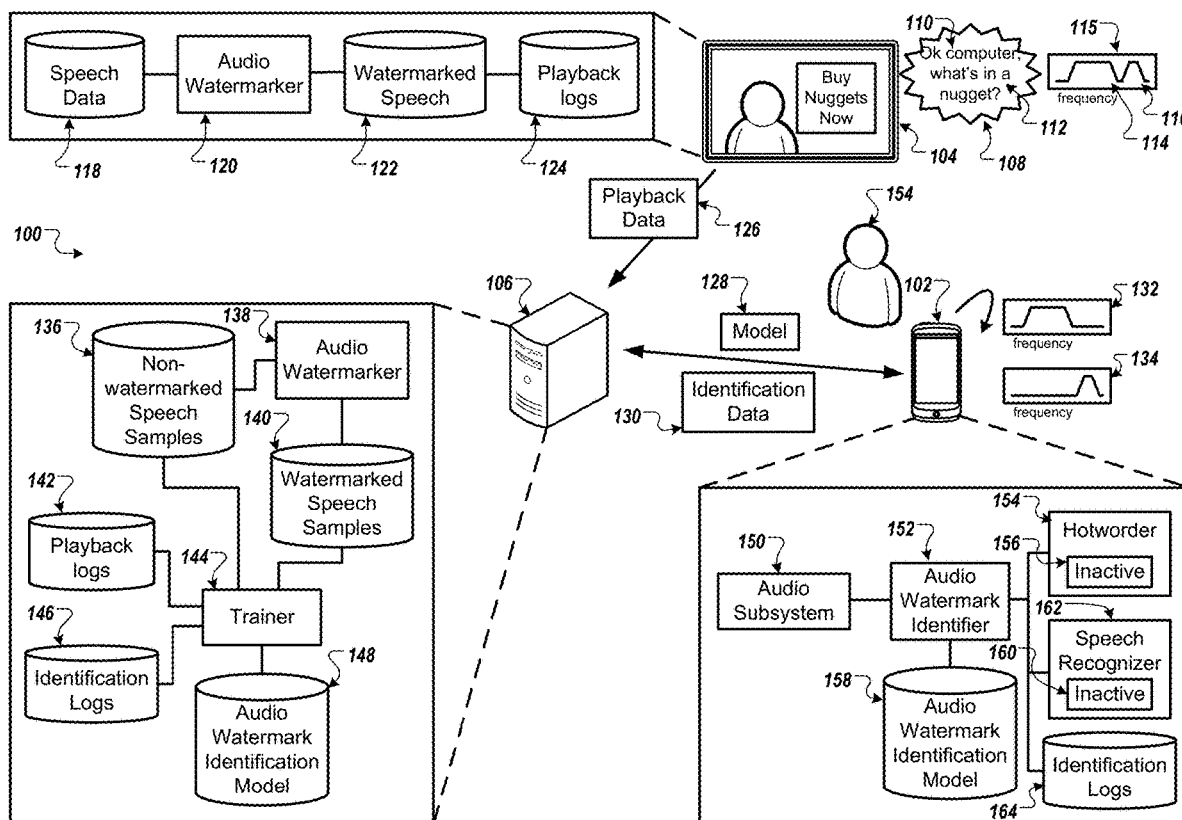 110
115
Ok computer,
what's in a
nugget?
frequency
116
114
112
108
104
Buy
Nuggets
Now
Speech
Data
Audio
Watermarker
Watermarked
Speech
Playback
logs
118
120
122
124
Playback
Data
126
154
100
106
128
Model
102
132
frequency
134
frequency
Identification
Data
130
136
138
Non-
watermarked
Speech
Samples
Audio
Watermarker
140
Watermarked
Speech
Samples
142
Playback
logs
144
Trainer
146
Identification
Logs
148
Audio
Watermark
Identification
Model
150
Audio
Subsystem
152
Audio
Watermark
Identifier
154
Hotworder
156
Inactive
162
Speech
Recognizer
160
Inactive
158
Audio
Watermark
Identification
Model
Identification
Logs
164